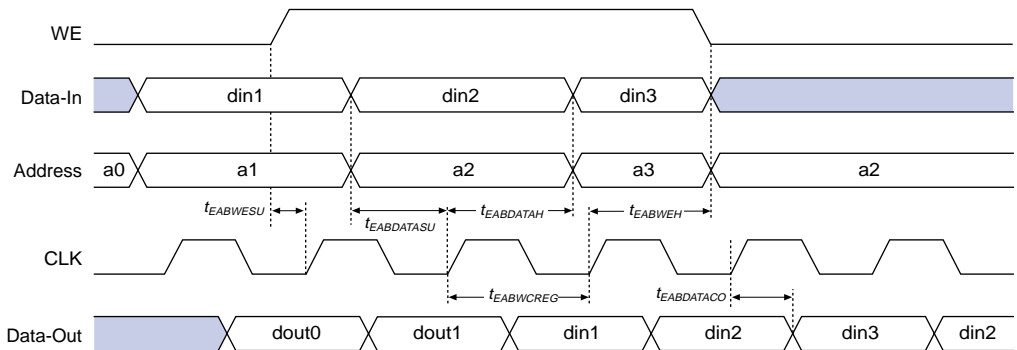 WE
Data-In din1 din2 din3
Address a0 a1 a2 a3 a2
tEABWESU tEABDATASU tEABDATAH tEABWEH
CLK
tEABWCREG tEABDATACO
Data-Out dout0 dout1 din1 din2 din3 din2